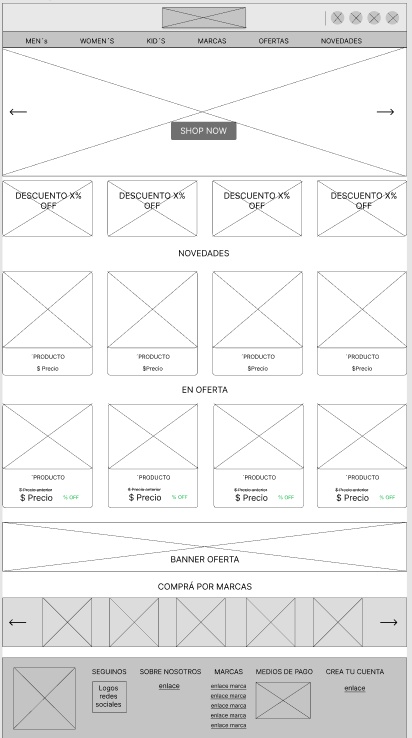 MEN´s WOMEN´S KID´S MARCAS OFERTAS NOVEDADES
SHOP NOW
DESCUENTO X% OFF
DESCUENTO X% OFF
DESCUENTO X% OFF
DESCUENTO X% OFF
NOVEDADES
´PRODUCTO
$ Precio
´PRODUCTO
$Precio
´PRODUCTO
$Precio
´PRODUCTO
$Precio
EN OFERTA
´PRODUCTO
$ Precio anterior
$ Precio % OFF
´PRODUCTO
$ Precio anterior
$ Precio % OFF
´PRODUCTO
$ Precio anterior
$ Precio % OFF
´PRODUCTO
$ Precio anterior
$ Precio % OFF
BANNER OFERTA
COMPRÁ POR MARCAS
SEGUINOS
Logos
redes
sociales
SOBRE NOSOTROS
enlace
MARCAS
enlace marca
enlace marca
enlace marca
enlace marca
enlace marca
MEDIOS DE PAGO
CREA TU CUENTA
enlace